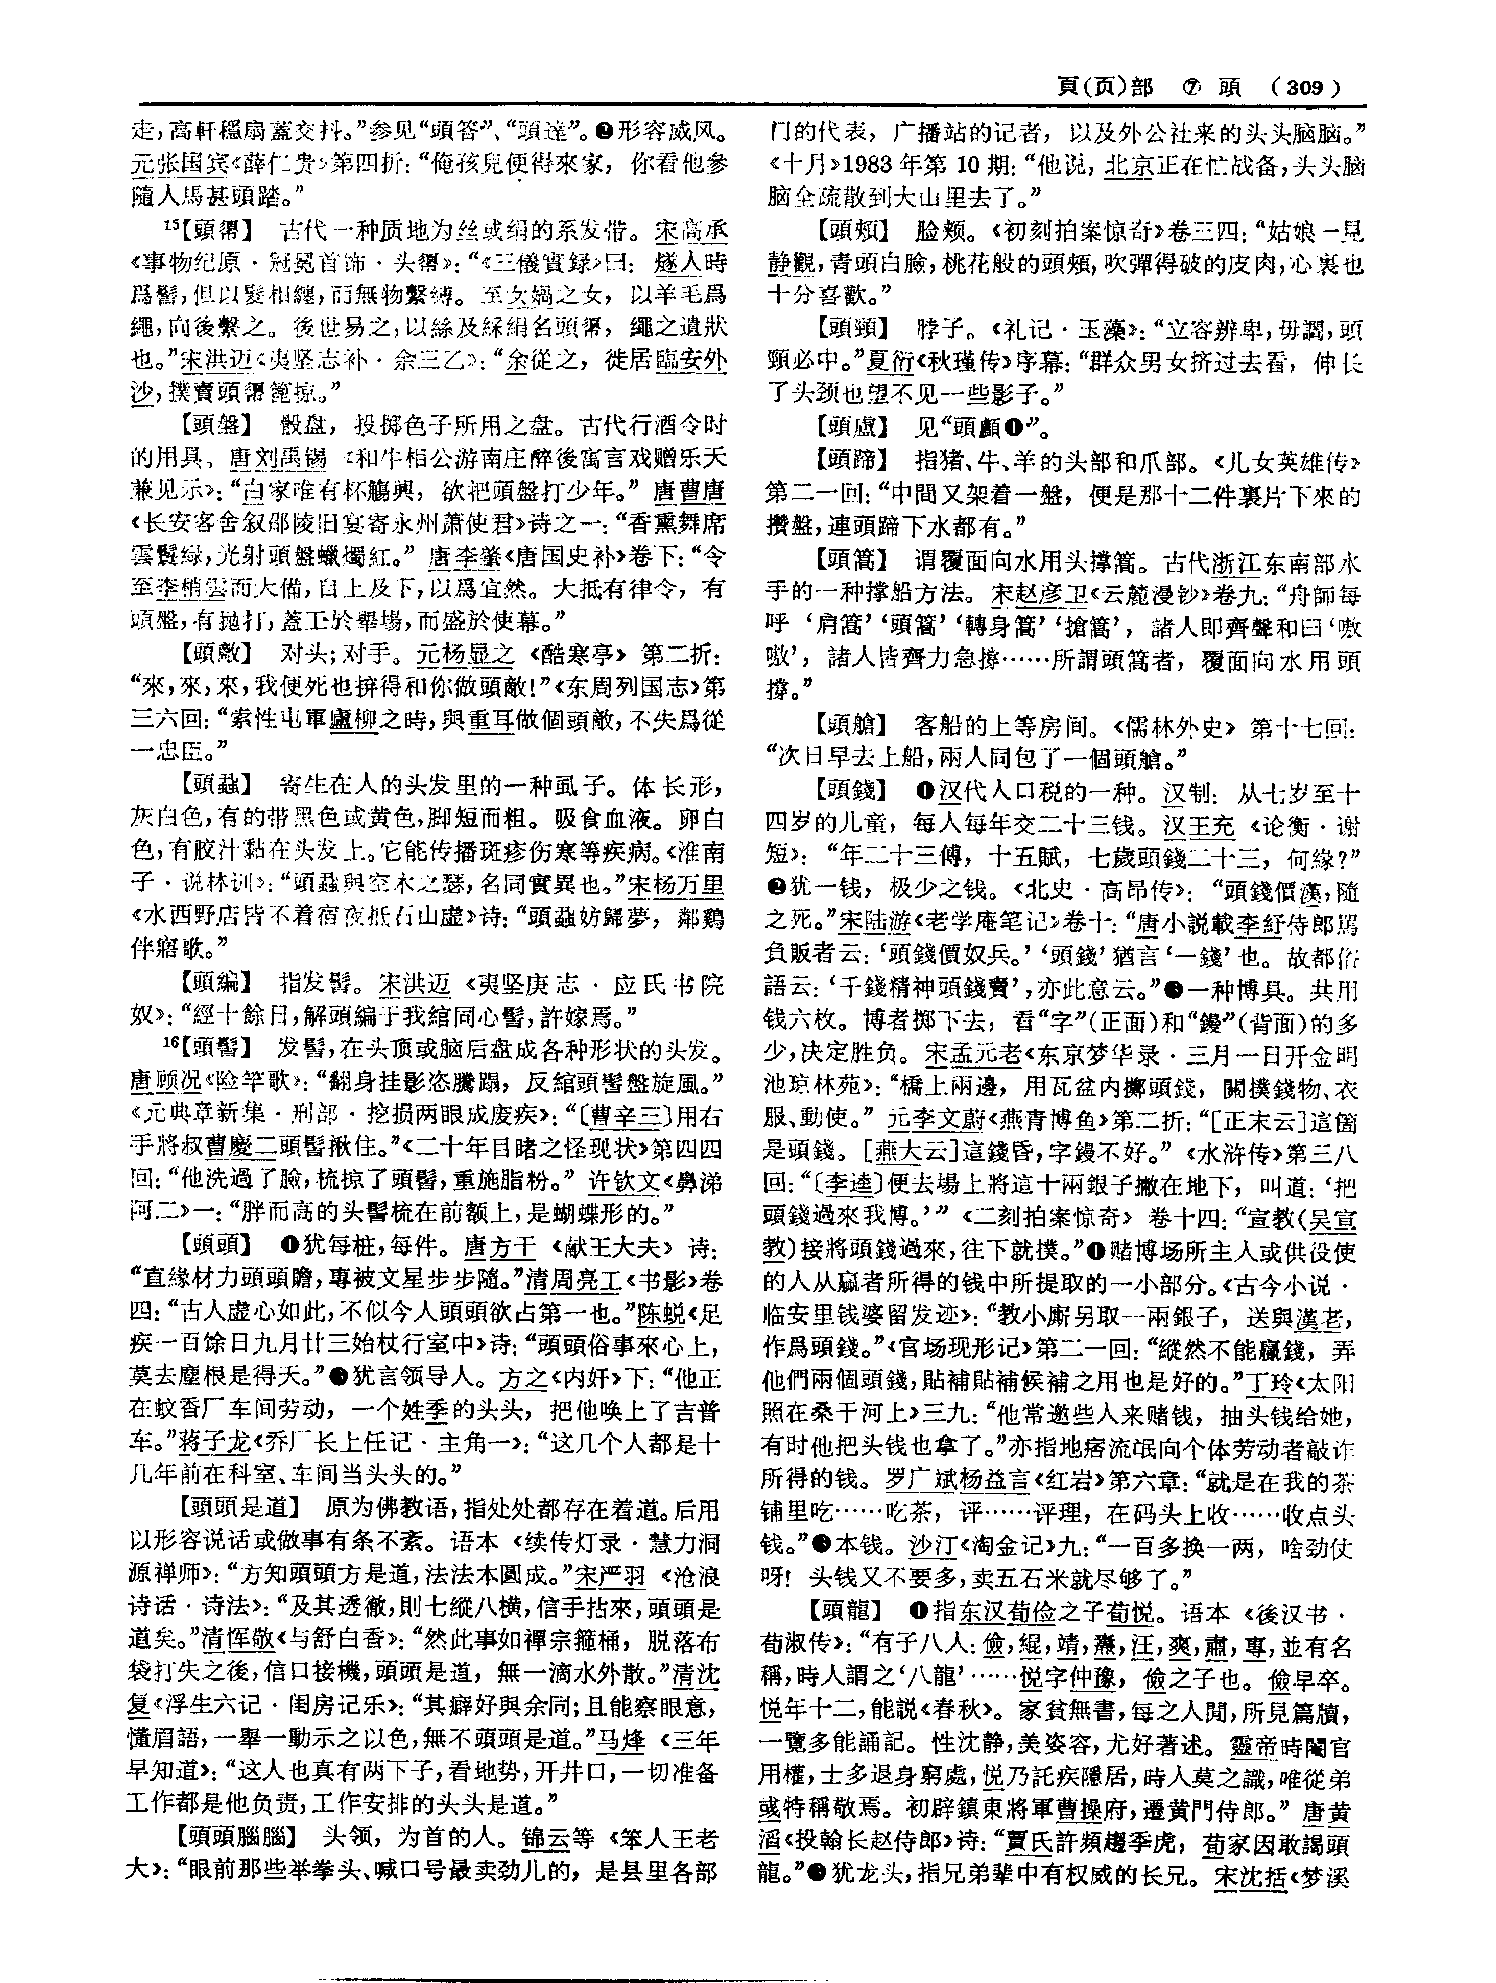 頁(页)部　⑦　頭　(309)
走,高軒穩扇蓋交抖。”参见“頭答”、“頭達”。❷形容威风。
元张国宾《薛仁贵》第四折:“俺孩兒便得來家，你看他參
隨人馬甚頭踏。”
15【頭𢄼】　古代一种质地为丝或绢的系发带。宋高承
《事物纪原·冠冕首饰·头𢄼》:“《三儀實録》曰:燧人時
爲髻,但以髮相纏,而無物繫縛。至女媧之女，以羊毛爲
繩,向後繫之。後世易之,以絲及綵絹名頭𢄼，繩之遺狀
也。”宋洪迈《夷坚志补·余三乙》:“余從之，徙居臨安外
沙,撲賣頭𢄼篦掠。”
【頭盤】　骰盘，投掷色子所用之盘。古代行酒令时
的用具。唐刘禹锡《和牛相公游南庄醉後寓言戏赠乐天
兼见示》:“白家唯有杯觴興，欲把頭盤打少年。”唐曹唐
《长安客舍叙邵陵旧宴寄永州萧使君》诗之一:“香熏舞席
雲鬟緑,光射頭盤蠟燭紅。”唐李肇《唐国史补》卷下:“令
至李稍雲而大備,自上及下,以爲宜然。大抵有律令，有
頭盤,有抛打,蓋工於舉場,而盛於使幕。”
【頭敵】　对头;对手。元杨显之《酷寒亭》第二折:
“來,來,來,我便死也拚得和你做頭敵!”《东周列国志》第
三六回:“索性屯軍廬柳之時,與重耳做個頭敵,不失爲從
一忠臣。”
【頭蝨】　寄生在人的头发里的一种虱子。体长形，
灰白色,有的带黑色或黄色,脚短而粗。吸食血液。卵白
色,有胶汁黏在头发上。它能传播斑疹伤寒等疾病。《淮南
子·说林训》:“頭蝨與空木之瑟,名同實異也。”宋杨万里
《水西野店皆不着宿夜抵石山虚》诗:“頭蝨妨歸夢，鄰鷄
伴寤歌。”
【頭編】　指发髻。宋洪迈《夷坚庚志·应氏书院
奴》:“經十餘日,解頭編于我綰同心髻,許嫁焉。”
16【頭髻】　发髻,在头顶或脑后盘成各种形状的头发。
唐顾况《险竿歌》:“翻身挂影恣騰蹋，反綰頭髻盤旋風。”
《元典章新集·刑部·挖损两眼成废疾》:“〔曹辛三〕用右
手將叔曹慶二頭髻揪住。”《二十年目睹之怪现状》第四四
回:“他洗過了臉,梳掠了頭髻,重施脂粉。”许钦文《鼻涕
阿二》一:“胖而高的头髻梳在前额上,是蝴蝶形的。”
【頭頭】　❶犹每桩,每件。唐方干《献王大夫》诗:
“直缘材力頭頭贍,專被文星步步隨。”清周亮工《书影》卷
四:“古人虚心如此,不似今人頭頭欲占第一也。”陈蜕《足
疾一百馀日九月廿三始杖行室中》诗:“頭頭俗事來心上，
莫去塵根是得天。”❷犹言领导人。方之《内奸》下:“他正
在蚊香厂车间劳动，一个姓季的头头，把他唤上了吉普
车。”蒋子龙《乔厂长上任记·主角一》:“这几个人都是十
几年前在科室、车间当头头的。”
【頭頭是道】　原为佛教语,指处处都存在着道。后用
以形容说话或做事有条不紊。语本《续传灯录·慧力洞
源禅师》:“方知頭頭方是道,法法本圓成。”宋严羽《沧浪
诗话·诗法》:“及其透徹,則七縱八横,信手拈來,頭頭是
道矣。”清恽敬《与舒白香》:“然此事如禪宗箍桶，脱落布
袋打失之後,信口接機,頭頭是道，無一滴水外散。”清沈
复《浮生六记·闺房记乐》:“其癖好與余同;且能察眼意，
懂眉語,一舉一動示之以色,無不頭頭是道。”马烽《三年
早知道》:“这人也真有两下子,看地势,开井口,一切准备
工作都是他负责,工作安排的头头是道。”
【頭頭腦腦】　头领，为首的人。锦云等《笨人王老
大》:“眼前那些举拳头、喊口号最卖劲儿的，是县里各部
门的代表，广播站的记者，以及外公社来的头头脑脑。”
《十月》1983年第10期:“他说,北京正在忙战备,头头脑
脑全疏散到大山里去了。”
【頭頰】　脸颊。《初刻拍案惊奇》卷三四:“姑娘一見
静觀,青頭白臉,桃花般的頭頰,吹彈得破的皮肉,心裏也
十分喜歡。”
【頭頸】　脖子。《礼记·玉藻》:“立容辨卑,毋讇,頭
頸必中。”夏衍《秋瑾传》序幕:“群众男女挤过去看，伸长
了头颈也望不见一些影子。”
【頭盧】　见“頭顱❶”。
【頭蹄】　指猪、牛、羊的头部和爪部。《儿女英雄传》
第二一回:“中間又架着一盤，便是那十二件裏片下來的
攢盤,連頭蹄下水都有。”
【頭篙】　谓覆面向水用头撑篙。古代浙江东南部水
手的一种撑船方法。宋赵彦卫《云麓漫钞》卷九:“舟師每
呼‘肩篙’‘頭篙’‘轉身篙’‘搶篙’，諸人即齊聲和曰‘嗷
嗷’，諸人皆齊力急撐……所謂頭篙者，覆面向水用頭
撐。”
【頭艙】　客船的上等房间。《儒林外史》第十七回:
“次日早去上船,兩人同包了一個頭艙。”
【頭錢】　❶汉代人口税的一种。汉制:从七岁至十
四岁的儿童，每人每年交二十三钱。汉王充《论衡·谢
短》:“年二十三傅，十五賦，七歲頭錢二十三，何緣?”
❷犹一钱，极少之钱。《北史·高昂传》:“頭錢價漢,隨
之死。”宋陆游《老学庵笔记》卷十:“唐小説載李紓侍郎駡
負販者云:‘頭錢價奴兵。’‘頭錢’猶言‘一錢’也。故都俗
語云:‘千錢精神頭錢賣’,亦此意云。”❸一种博具。共用
钱六枚。博者掷下去，看“字”(正面)和“鏝”(背面)的多
少,决定胜负。宋孟元老《东京梦华录·三月一日开金明
池琼林苑》:“橋上兩邊，用瓦盆内擲頭錢，關撲錢物、衣
服、動使。”元李文蔚《燕青博鱼》第二折:“[正末云]這箇
是頭錢。[燕大云]這錢昏,字鏝不好。”《水浒传》第三八
回:“〔李逵〕便去場上將這十兩銀子撇在地下，叫道:‘把
頭錢過來我博。’”《二刻拍案惊奇》卷十四:“宣教(吴宣
教)接將頭錢過來,往下就撲。”❹赌博场所主人或供役使
的人从赢者所得的钱中所提取的一小部分。《古今小说·
临安里钱婆留发迹》:“教小廝另取一兩銀子，送與漢老，
作爲頭錢。”《官场现形记》第二一回:“縱然不能贏錢，弄
他們兩個頭錢,貼補貼補候補之用也是好的。”丁玲《太阳
照在桑干河上》三九:“他常邀些人来赌钱，抽头钱给她，
有时他把头钱也拿了。”亦指地痞流氓向个体劳动者敲诈
所得的钱。罗广斌杨益言《红岩》第六章:“就是在我的茶
铺里吃……吃茶，评……评理，在码头上收……收点头
钱。”❺本钱。沙汀《淘金记》九:“一百多换一两，啥劲仗
呀!头钱又不要多,卖五石米就尽够了。”
【頭龍】　❶指东汉荀俭之子荀悦。语本《後汉书·
荀淑传》:“有子八人:儉,緄,靖,燾,汪,爽,肅,專,並有名
稱,時人謂之‘八龍’……悦字仲豫，儉之子也。儉早卒。
悦年十二,能説《春秋》。家貧無書,每之人間,所見篇牘，
一覽多能誦記。性沈静,美姿容,尤好著述。靈帝時閹官
用權,士多退身窮處,悦乃託疾隱居,時人莫之識,唯從弟
彧特稱敬焉。初辟鎮東將軍曹操府,遷黄門侍郎。”唐黄
滔《投翰长赵侍郎》诗:“賈氏許頻趨季虎，荀家因敢謁頭
龍。”❷犹龙头,指兄弟辈中有权威的长兄。宋沈括《梦溪